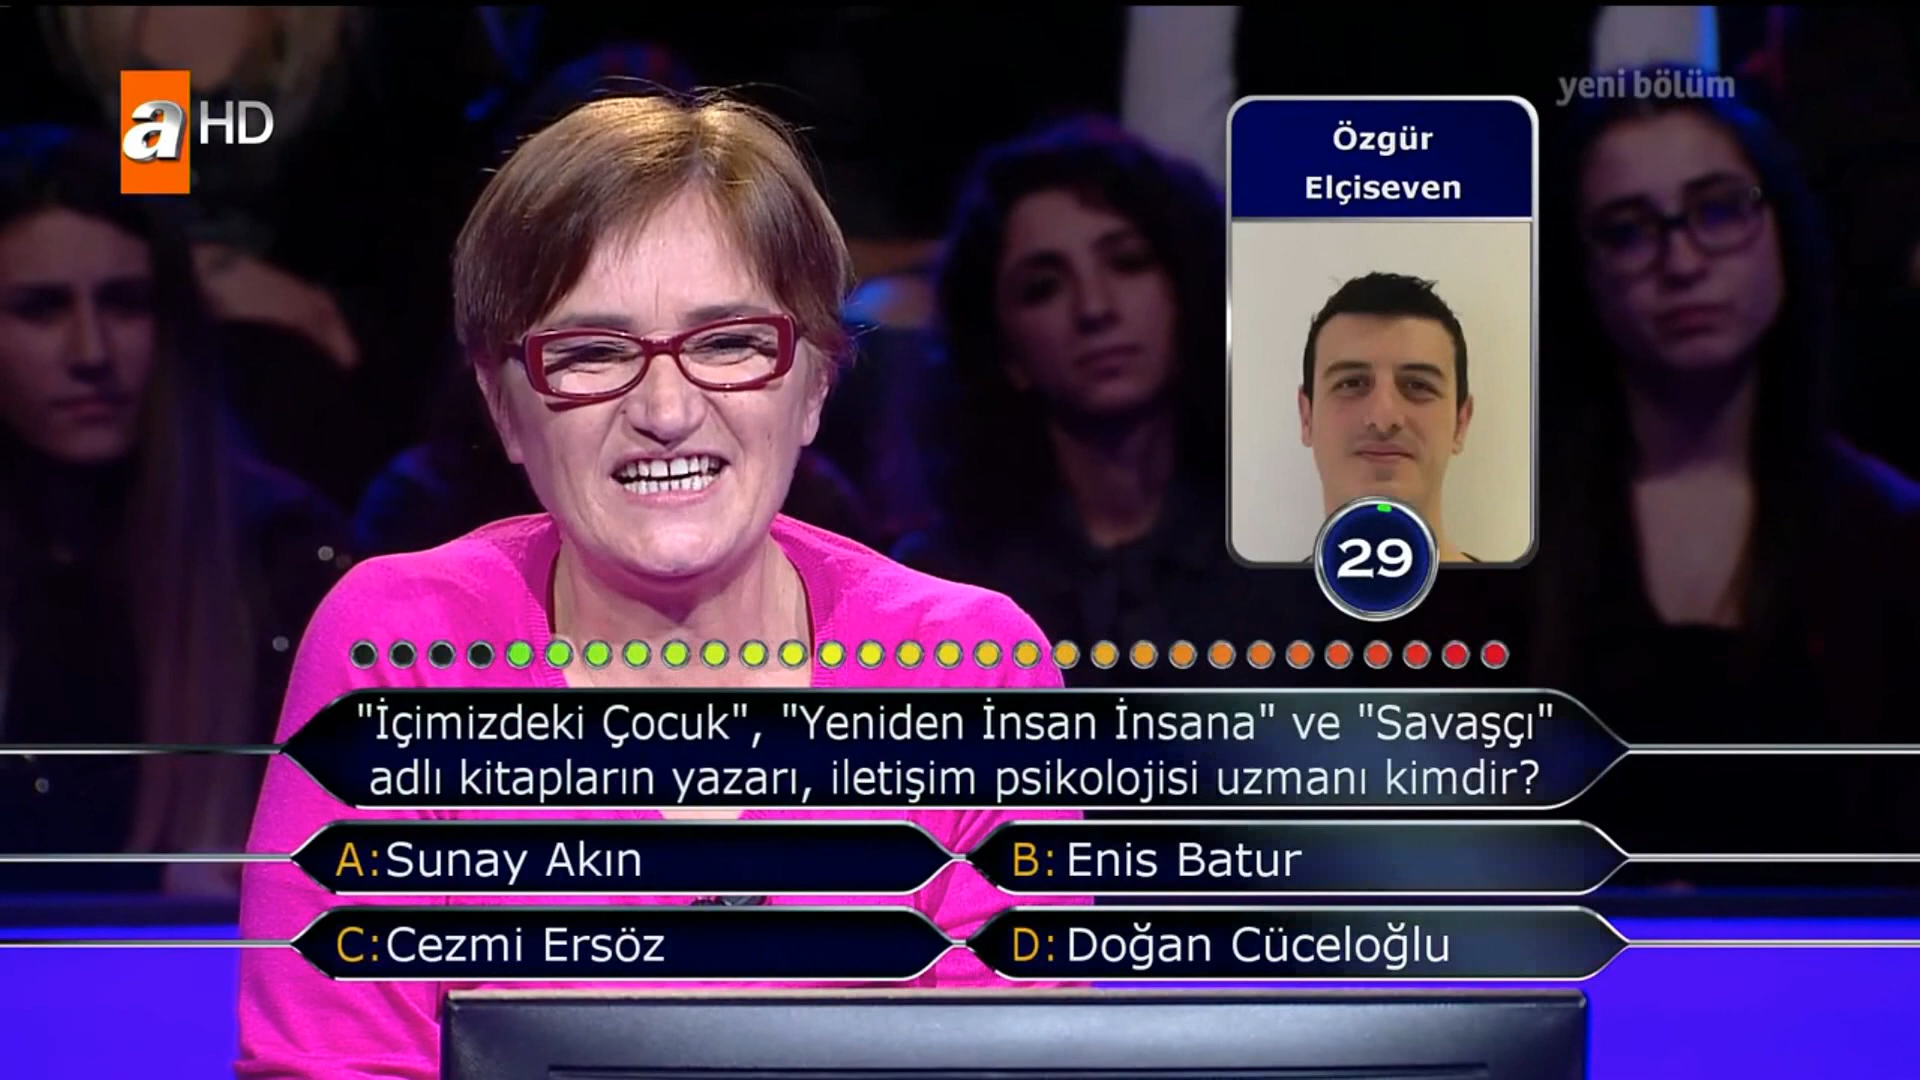 a HD
yeni bölüm
Özgür
Elçiseven
29
"İçimizdeki Çocuk", "Yeniden İnsan İnsana" ve "Savaşçı"
adlı kitapların yazarı, iletişim psikolojisi uzmanı kimdir?
A: Sunay Akın
B: Enis Batur
C: Cezmi Ersöz
D: Doğan Cüceloğlu